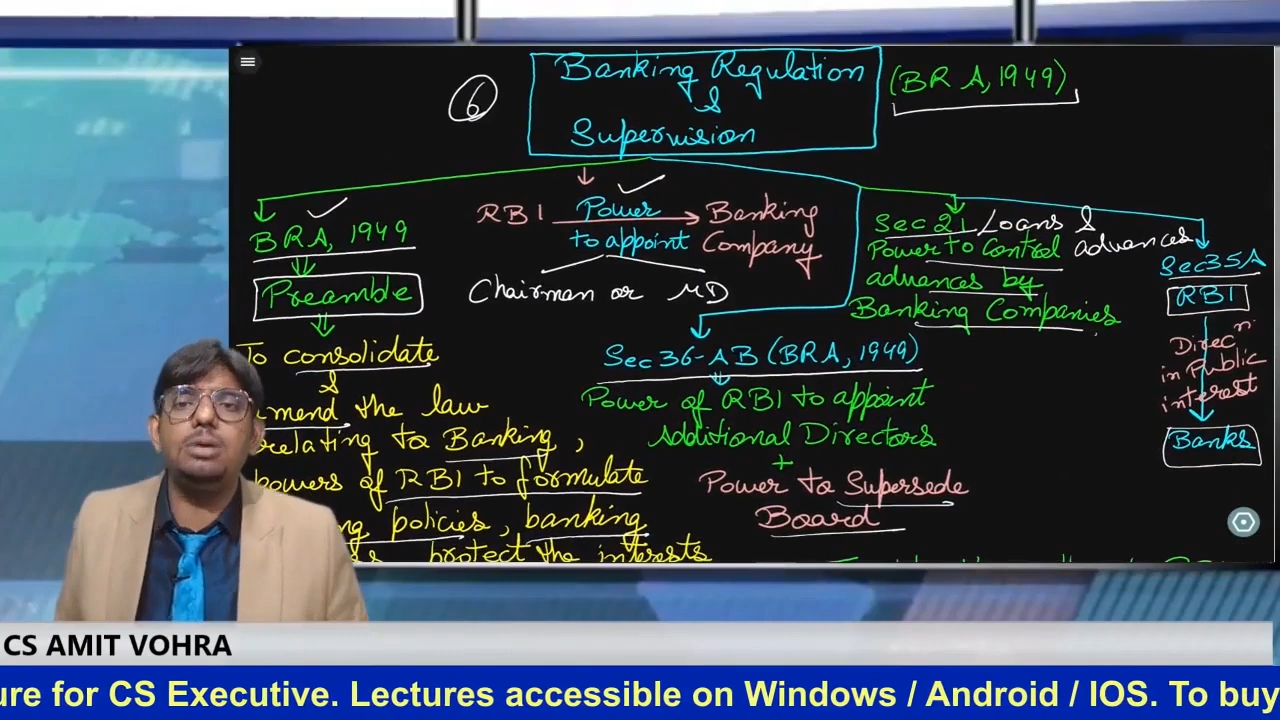 6
Banking Regulation
&
Supervision
(BR A, 1949)
BRA, 1949
Preamble
To consolidate
&
amend the law
relating to Banking,
powers of RBI to formulate
policies, banking
protect the interests
RBI Power Banking
to appoint Company
Chairman or MD
Sec 36-AB (BRA, 1949)
Power of RBI to appoint
Additional Directors
+
Power to Supersede
Board
Sec 21 Loans &
Power to Control advances
advances by
Banking Companies
Sec35A
RBI
Direcn
in Public
interest
Banks
CS AMIT VOHRA
ure for CS Executive. Lectures accessible on Windows / Android / IOS. To buy